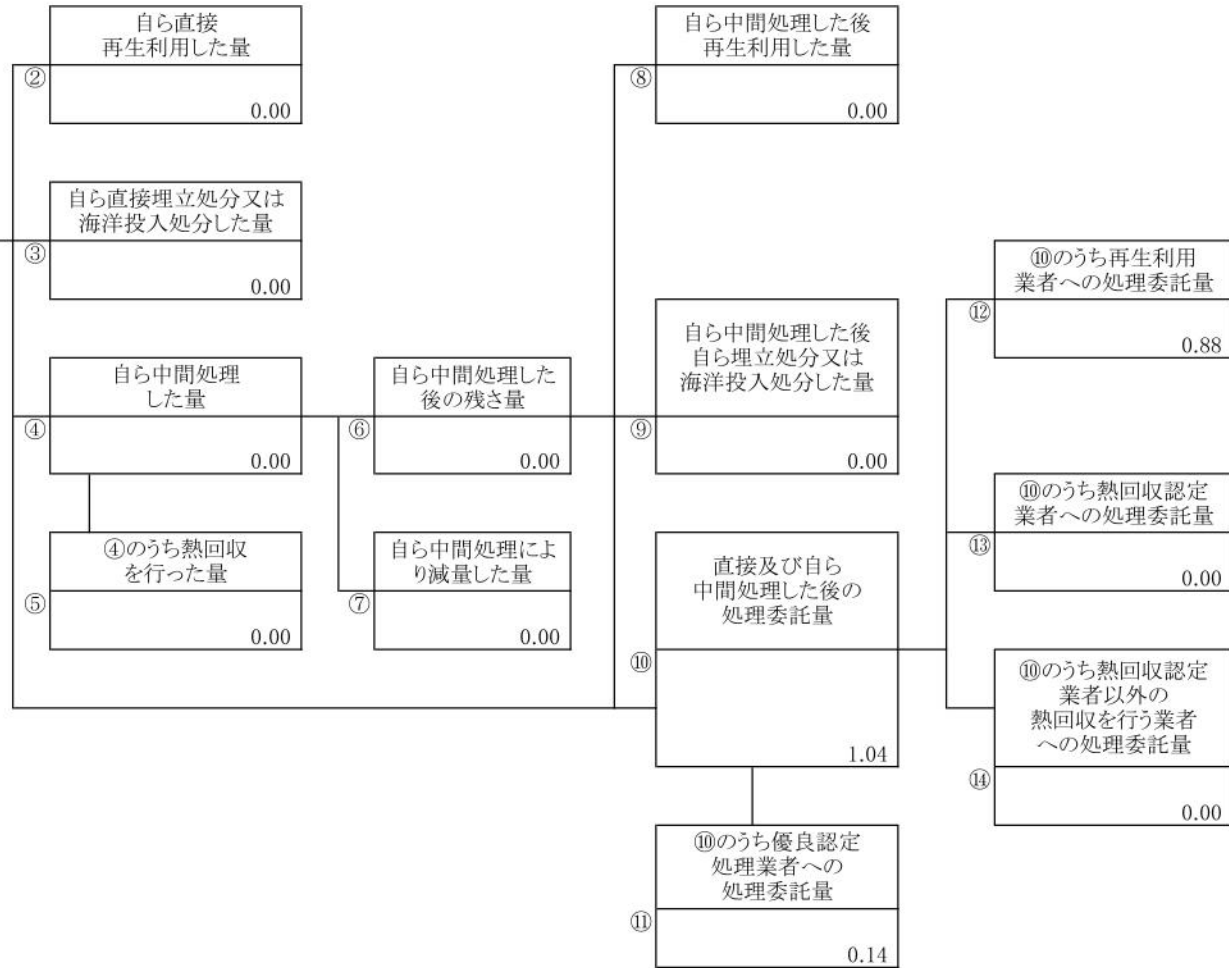 自ら直接
再生利用した量
②
0.00
自ら直接埋立処分又は
海洋投入処分した量
③
0.00
自ら中間処理
した量
④
0.00
④のうち熱回収
を行った量
⑤
0.00
自ら中間処理した
後の残さ量
⑥
0.00
自ら中間処理によ
り減量した量
⑦
0.00
自ら中間処理した後
再生利用した量
⑧
0.00
自ら中間処理した後
自ら埋立処分又は
海洋投入処分した量
⑨
0.00
直接及び自ら
中間処理した後の
処理委託量
⑩
1.04
⑩のうち優良認定
処理業者への
処理委託量
⑪
0.14
⑩のうち再生利用
業者への処理委託量
⑫
0.88
⑩のうち熱回収認定
業者への処理委託量
⑬
0.00
⑩のうち熱回収認定
業者以外の
熱回収を行う業者
への処理委託量
⑭
0.00